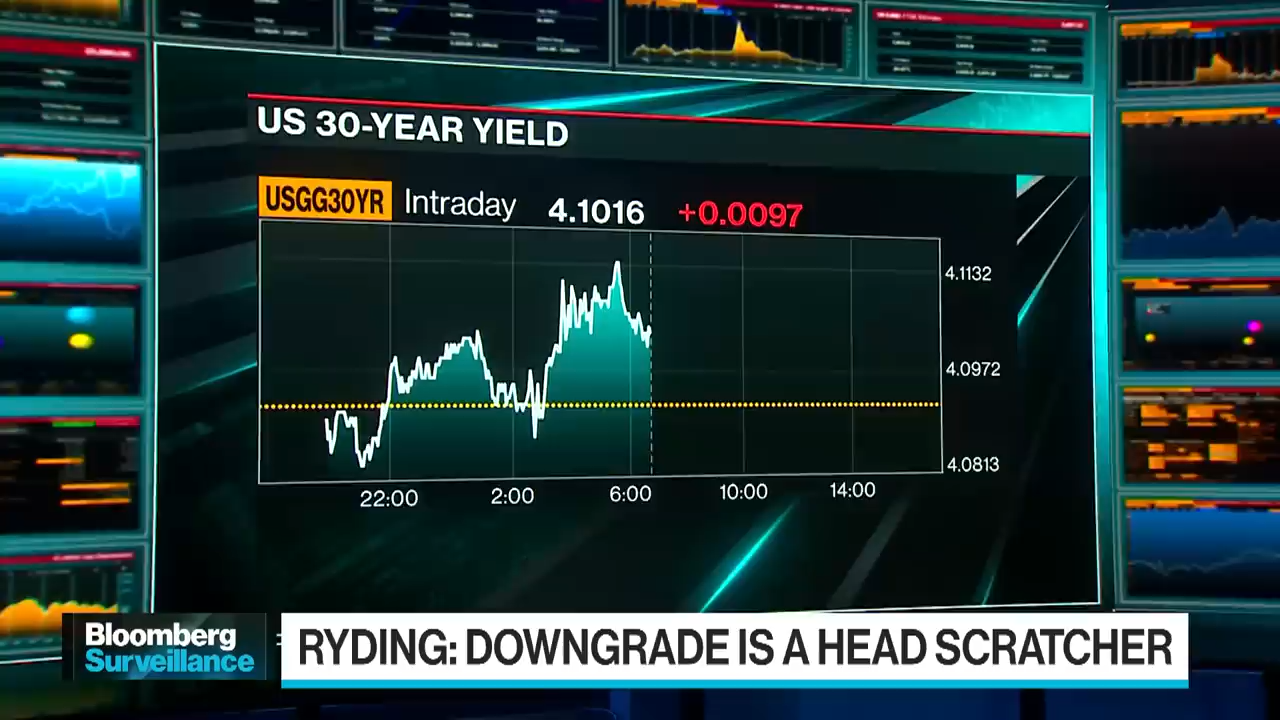 US 30-YEAR YIELD
USGG30YR Intraday 4.1016 +0.0097
4.1132
4.0972
4.0813
22:00 2:00 6:00 10:00 14:00
Bloomberg
Surveillance
RYDING: DOWNGRADE IS A HEAD SCRATCHER